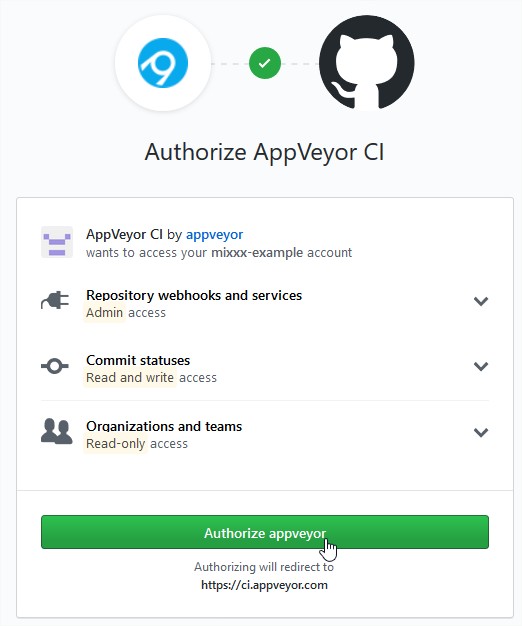 Authorize AppVeyor CI
AppVeyor CI by appveyor
wants to access your mixxx-example account
Repository webhooks and services
Admin access
Commit statuses
Read and write access
Organizations and teams
Read-only access
Authorize appveyor
Authorizing will redirect to
https://ci.appveyor.com